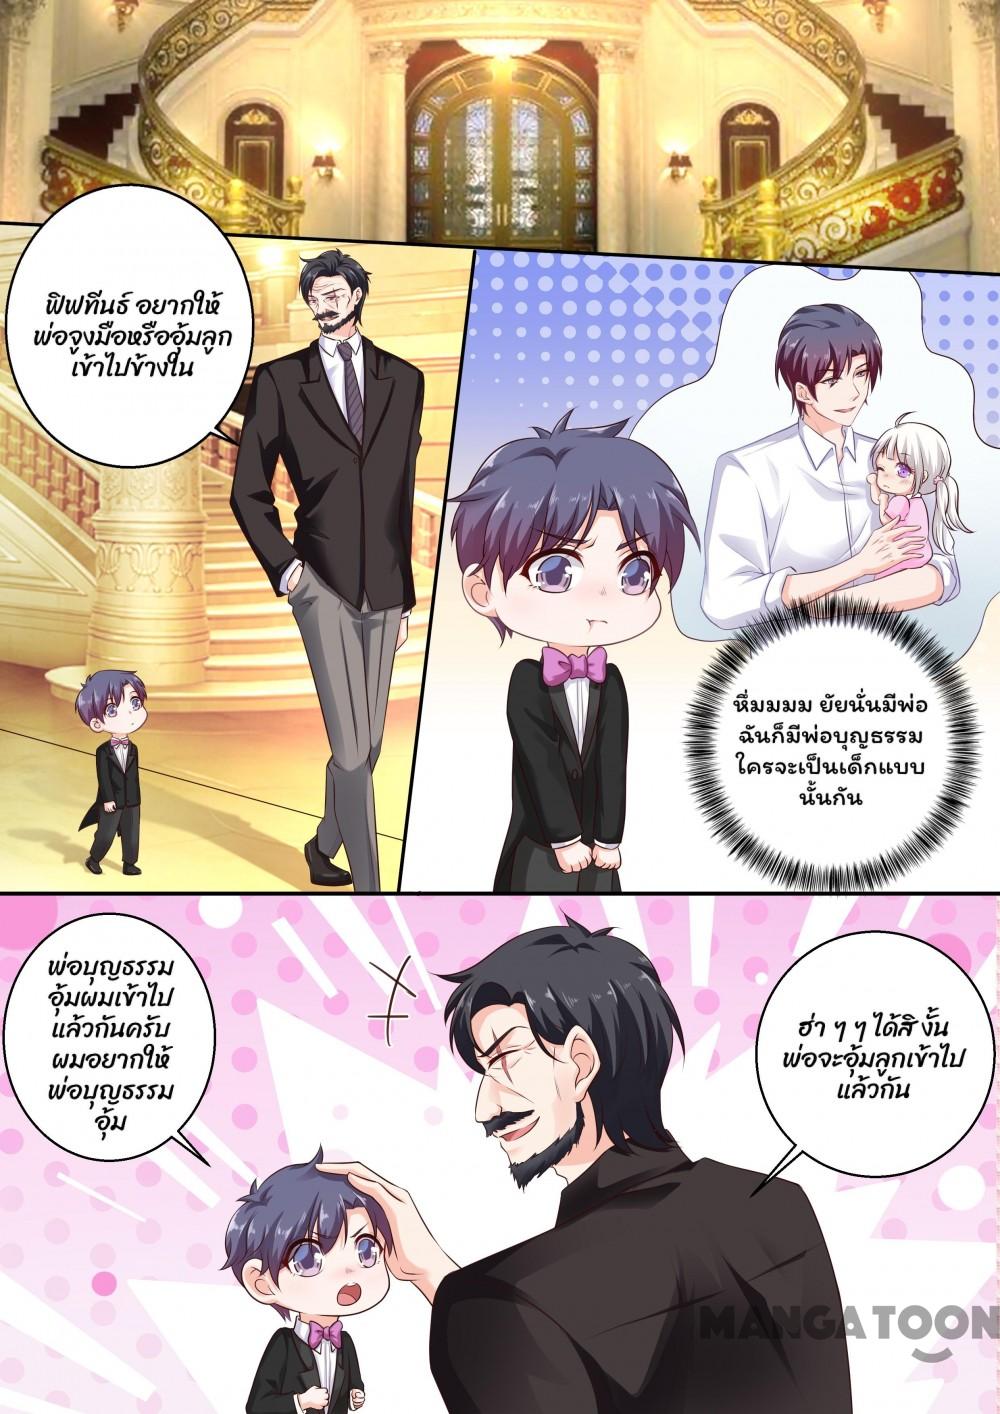 ฟิฟทีนธ์ อยากให้
พ่อจูงมือหรืออุ้มลูก
เข้าไปข้างใน
หึ่มมมม ยัยนั่นมีพ่อ
ฉันก็มีพ่อบุญธรรม
ใครจะเป็นเด็กแบบ
นั้นกัน
พ่อบุญธรรม
อุ้มผมเข้าไป
แล้วกันครับ
ผมอยากให้
พ่อบุญธรรม
อุ้ม
ฮ่า ๆ ๆ ได้สิ งั้น
พ่อจะอุ้มลูกเข้าไป
แล้วกัน
MANGATOON